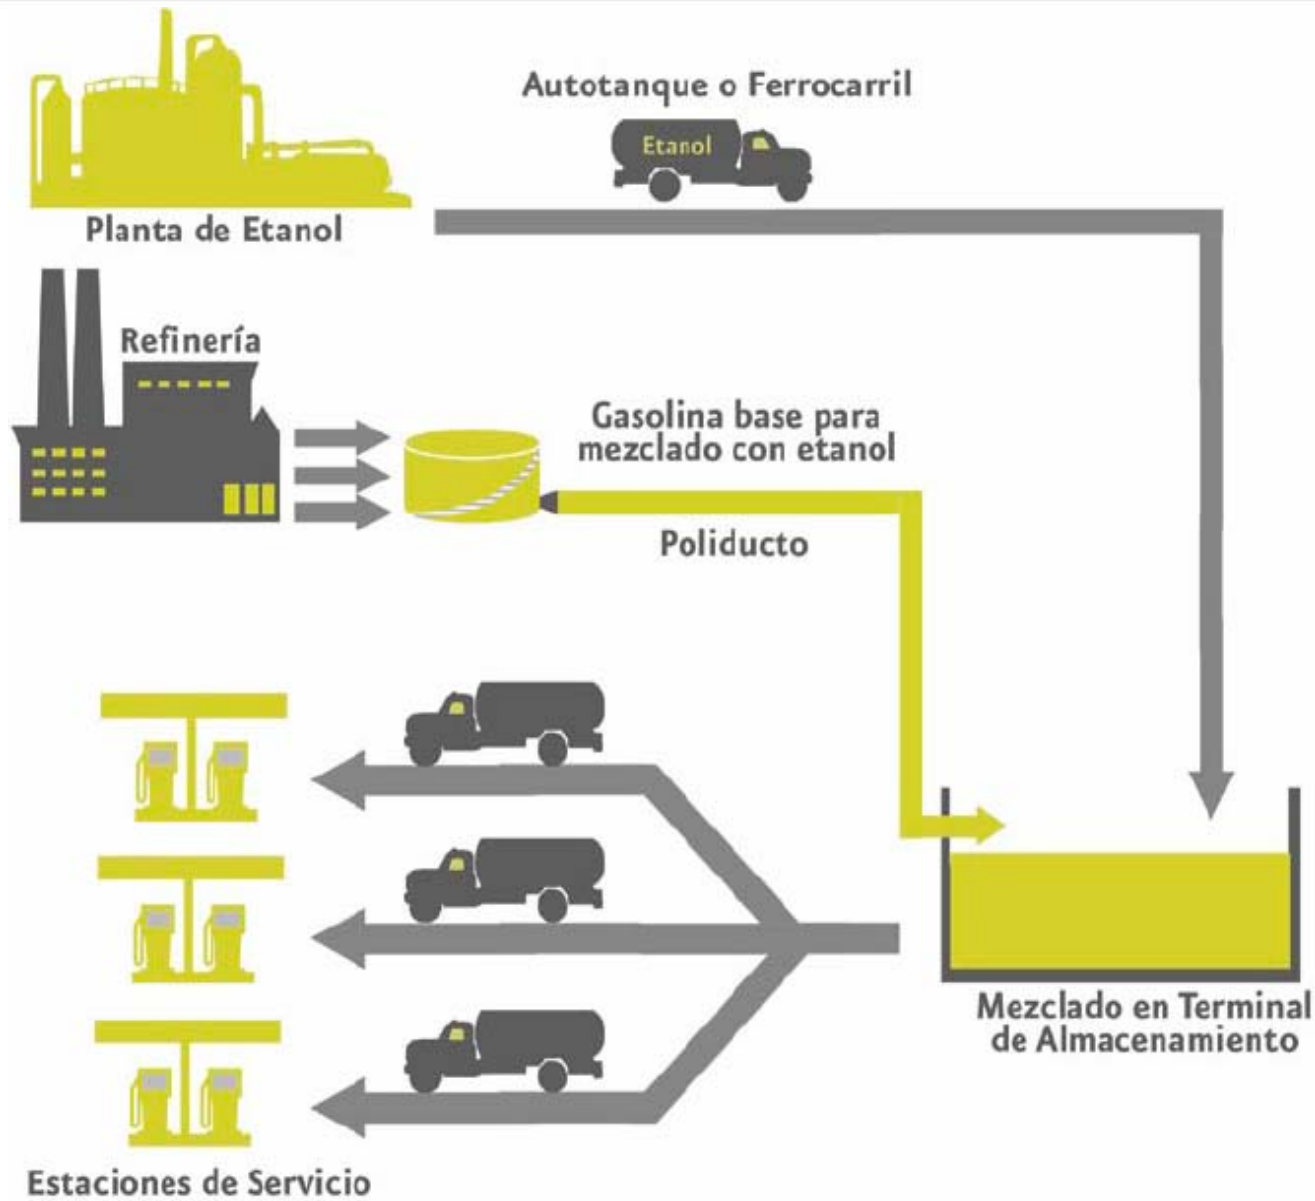 Autotanque o Ferrocarril
Etanol
Planta de Etanol
Refinería
Gasolina base para
mezclado con etanol
Poliducto
Mezclado en Terminal
de Almacenamiento
Estaciones de Servicio